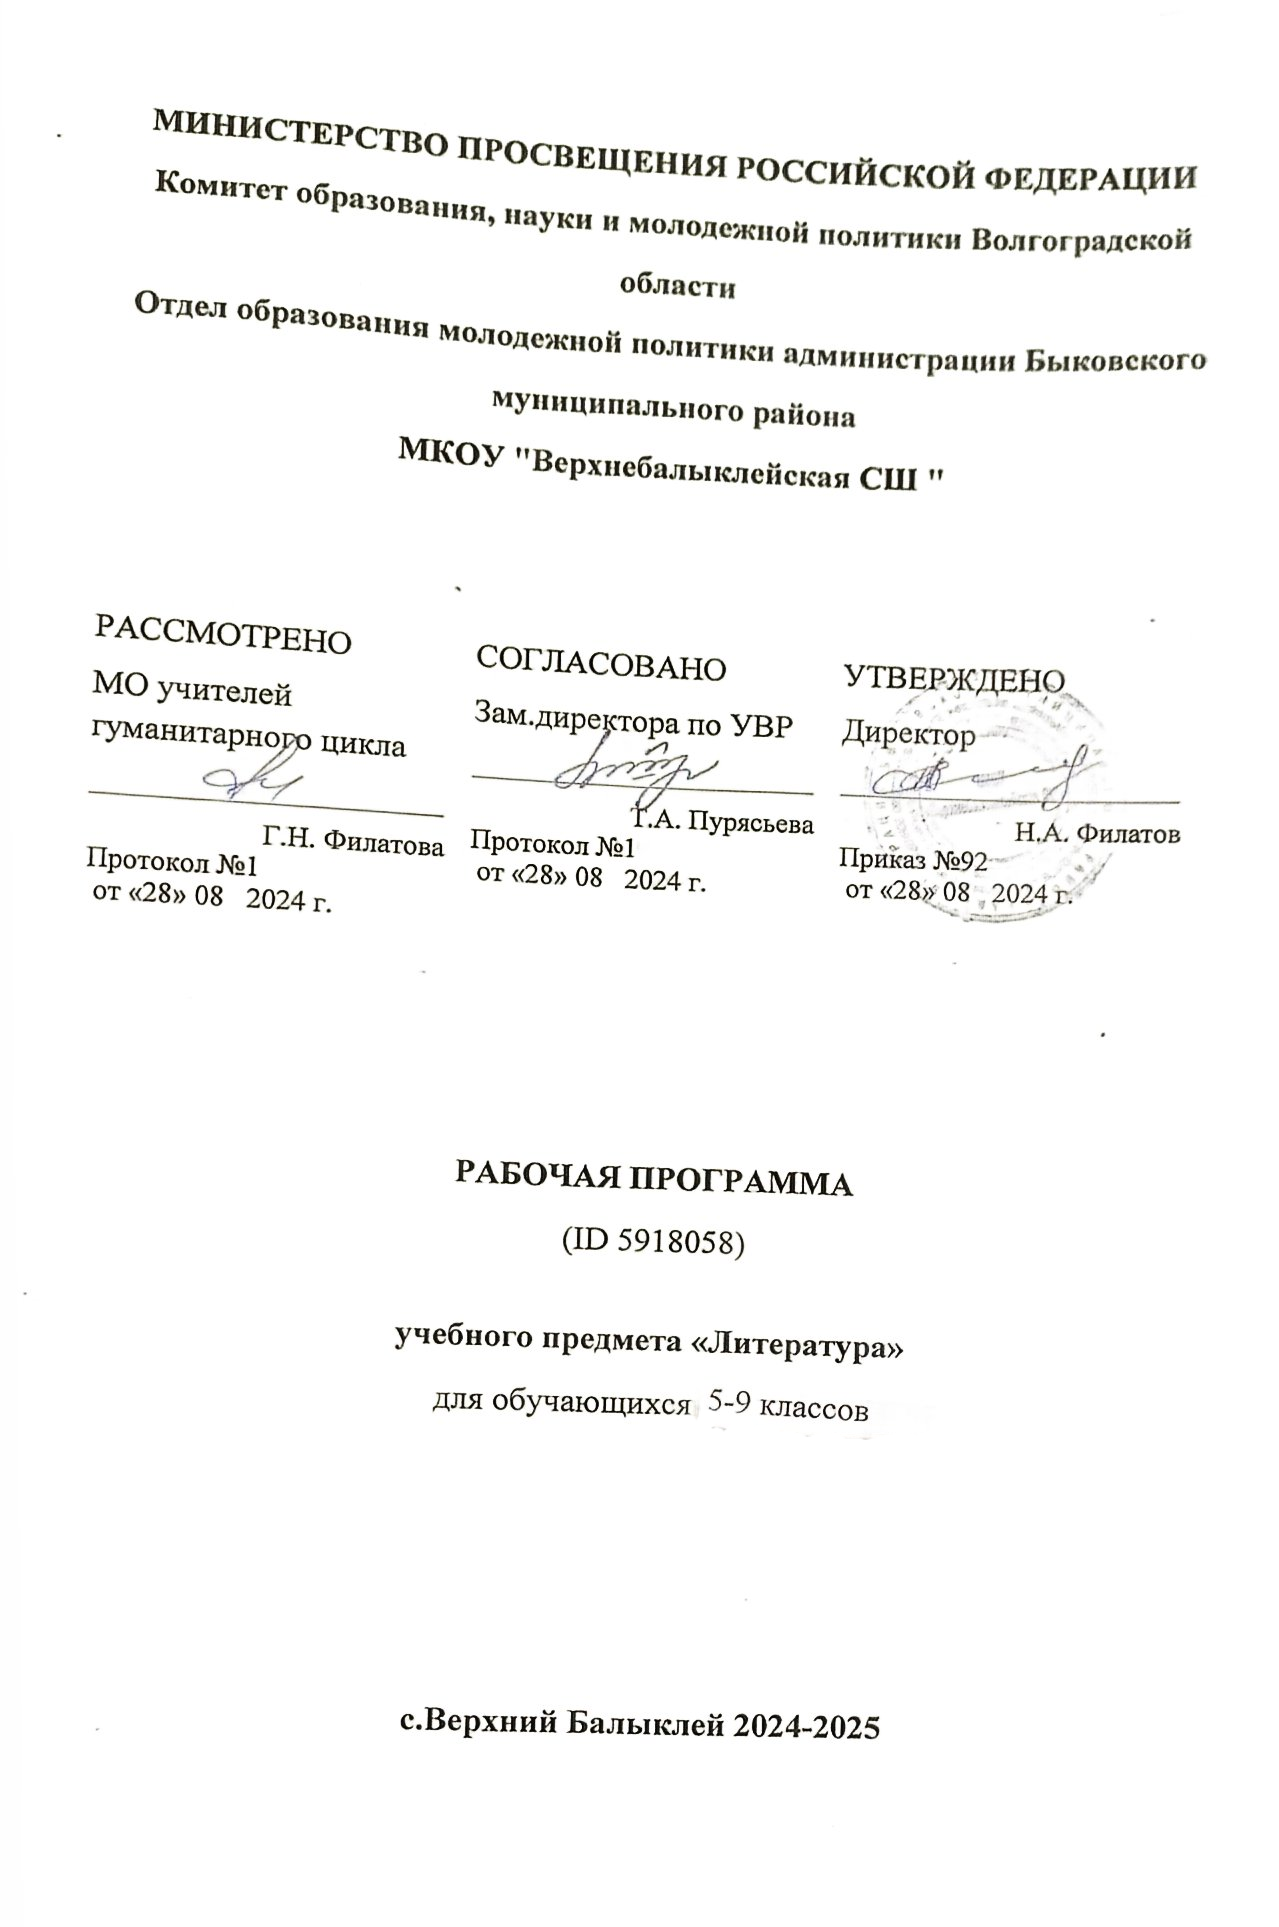 МИНИСТЕРСТВО ПРОСВЕЩЕНИЯ РОССИЙСКОЙ ФЕДЕРАЦИИ
Комитет образования, науки и молодежной политики Волгоградской
области
Отдел образования молодежной политики администрации Быковского
муниципального района
МКОУ "Верхнебалыклейская СШ "
РАССМОТРЕНО
МО учителей
гуманитарного цикла
Г.Н. Филатова
Протокол №1
от «28» 08 2024 г.
СОГЛАСОВАНО
Зам.директора по УВР
Т.А. Пурясьева
Протокол №1
от «28» 08 2024 г.
УТВЕРЖДЕНО
Директор
Н.А. Филатов
Приказ №92
от «28» 08 2024 г.
РАБОЧАЯ ПРОГРАММА
(ID 5918058)
учебного предмета «Литература»
для обучающихся 5-9 классов
с.Верхний Балыклей 2024-2025